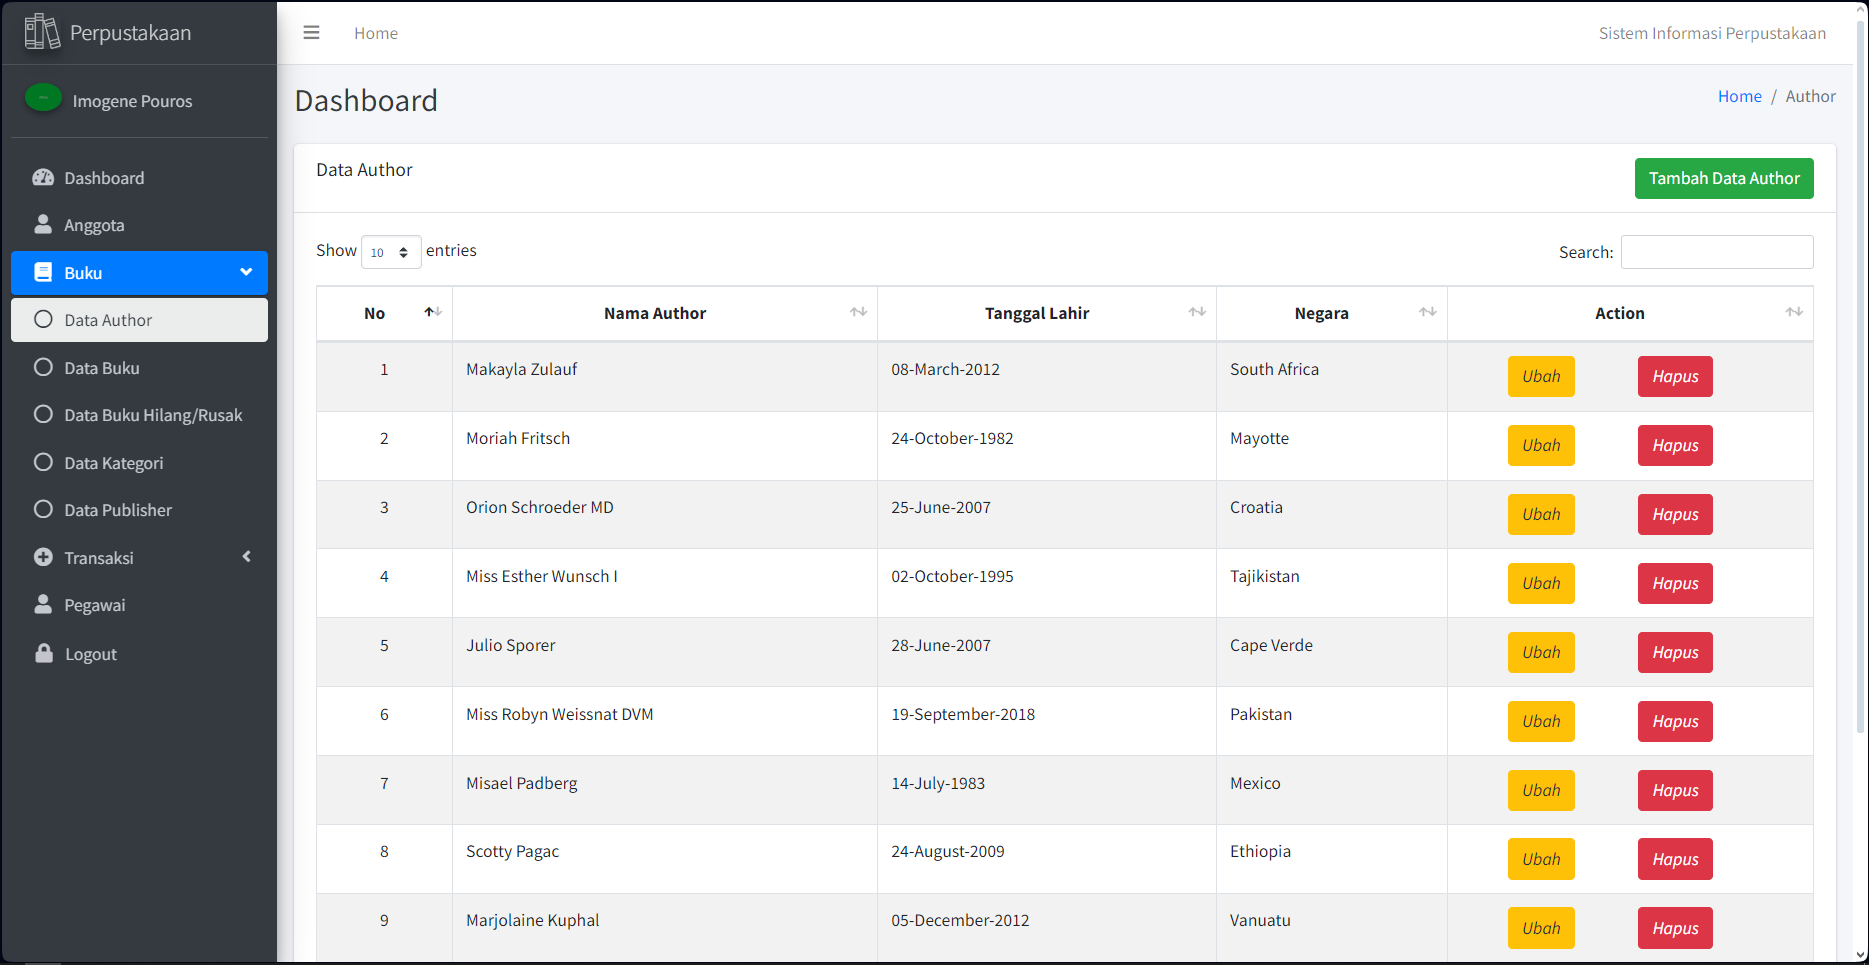 Perpustakaan
Home
Sistem Informasi Perpustakaan
Imogene Pouros
Dashboard
Anggota
Buku
Data Author
Data Buku
Data Buku Hilang/Rusak
Data Kategori
Data Publisher
Transaksi
Pegawai
Logout
Dashboard
Home / Author
Data Author
Tambah Data Author
Show 10 entries
Search:
No Nama Author Tanggal Lahir Negara Action
1 Makayla Zulauf 08-March-2012 South Africa Ubah Hapus
2 Moriah Fritsch 24-October-1982 Mayotte Ubah Hapus
3 Orion Schroeder MD 25-June-2007 Croatia Ubah Hapus
4 Miss Esther Wunsch I 02-October-1995 Tajikistan Ubah Hapus
5 Julio Sporer 28-June-2007 Cape Verde Ubah Hapus
6 Miss Robyn Weissnat DVM 19-September-2018 Pakistan Ubah Hapus
7 Misael Padberg 14-July-1983 Mexico Ubah Hapus
8 Scotty Pagac 24-August-2009 Ethiopia Ubah Hapus
9 Marjolaine Kuphal 05-December-2012 Vanuatu Ubah Hapus